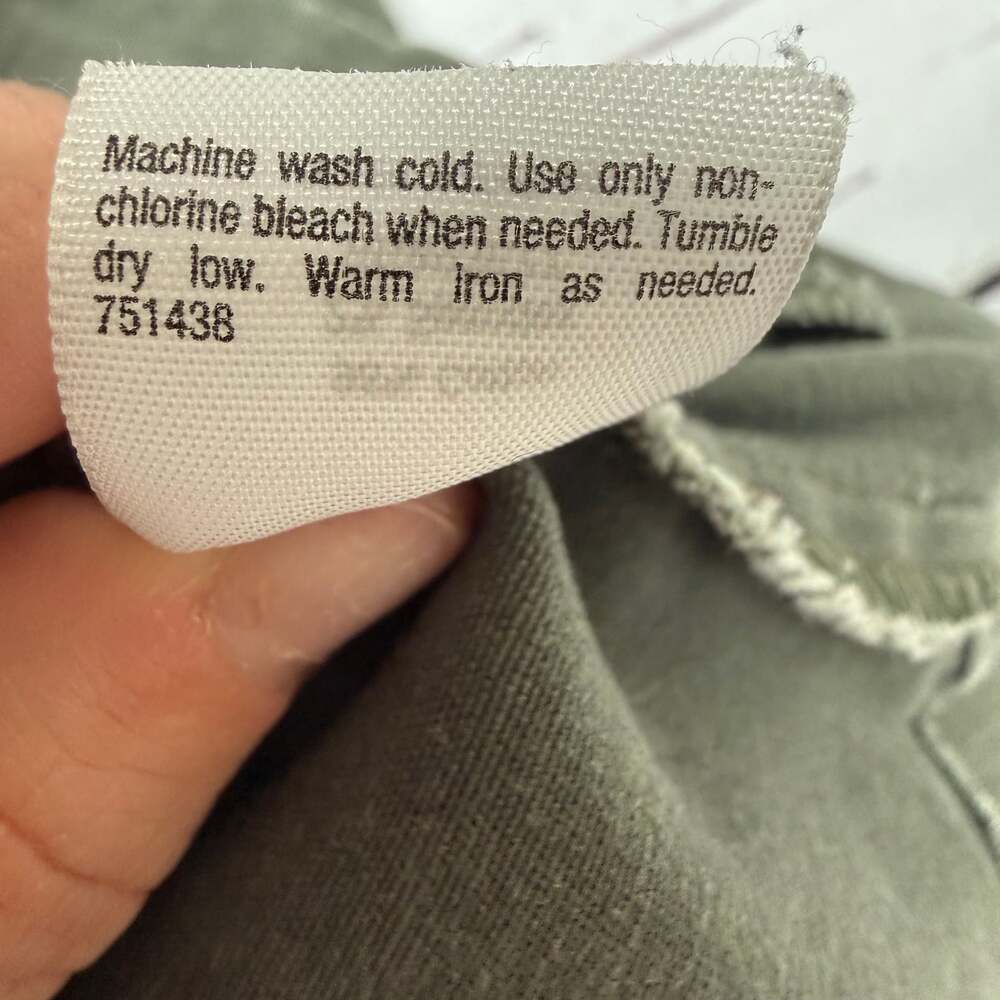 Machine wash cold. Use only non-
chlorine bleach when needed. Tumble
dry low. Warm iron as needed.
751438